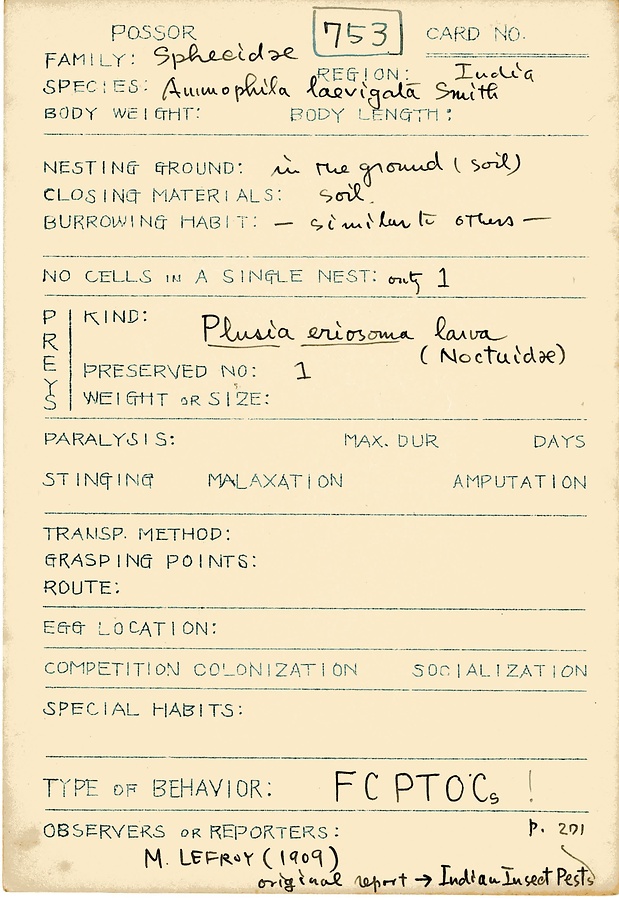 POSSOR 753 CARD NO.
FAMILY: Sphecidæ
REGION: India
SPECIES: Ammophila laevigata Smith
BODY WEIGHT: BODY LENGTH:
NESTING GROUND: in the ground (soil)
CLOSING MATERIALS: soil.
BURROWING HABIT: — similar to others —
NO CELLS IN A SINGLE NEST: only 1
PREYS
KIND: Plusia eriosoma larva
(Noctuidæ)
PRESERVED NO: 1
WEIGHT OR SIZE:
PARALYSIS: MAX. DUR DAYS
STINGING MALAXATION AMPUTATION
TRANSP. METHOD:
GRASPING POINTS:
ROUTE:
EGG LOCATION:
COMPETITION COLONIZATION SOCIALIZATION
SPECIAL HABITS:
TYPE OF BEHAVIOR: FCPTOCs !
OBSERVERS OR REPORTERS: p. 201
M. LEFROY (1909)
original report → Indian Insect Pests